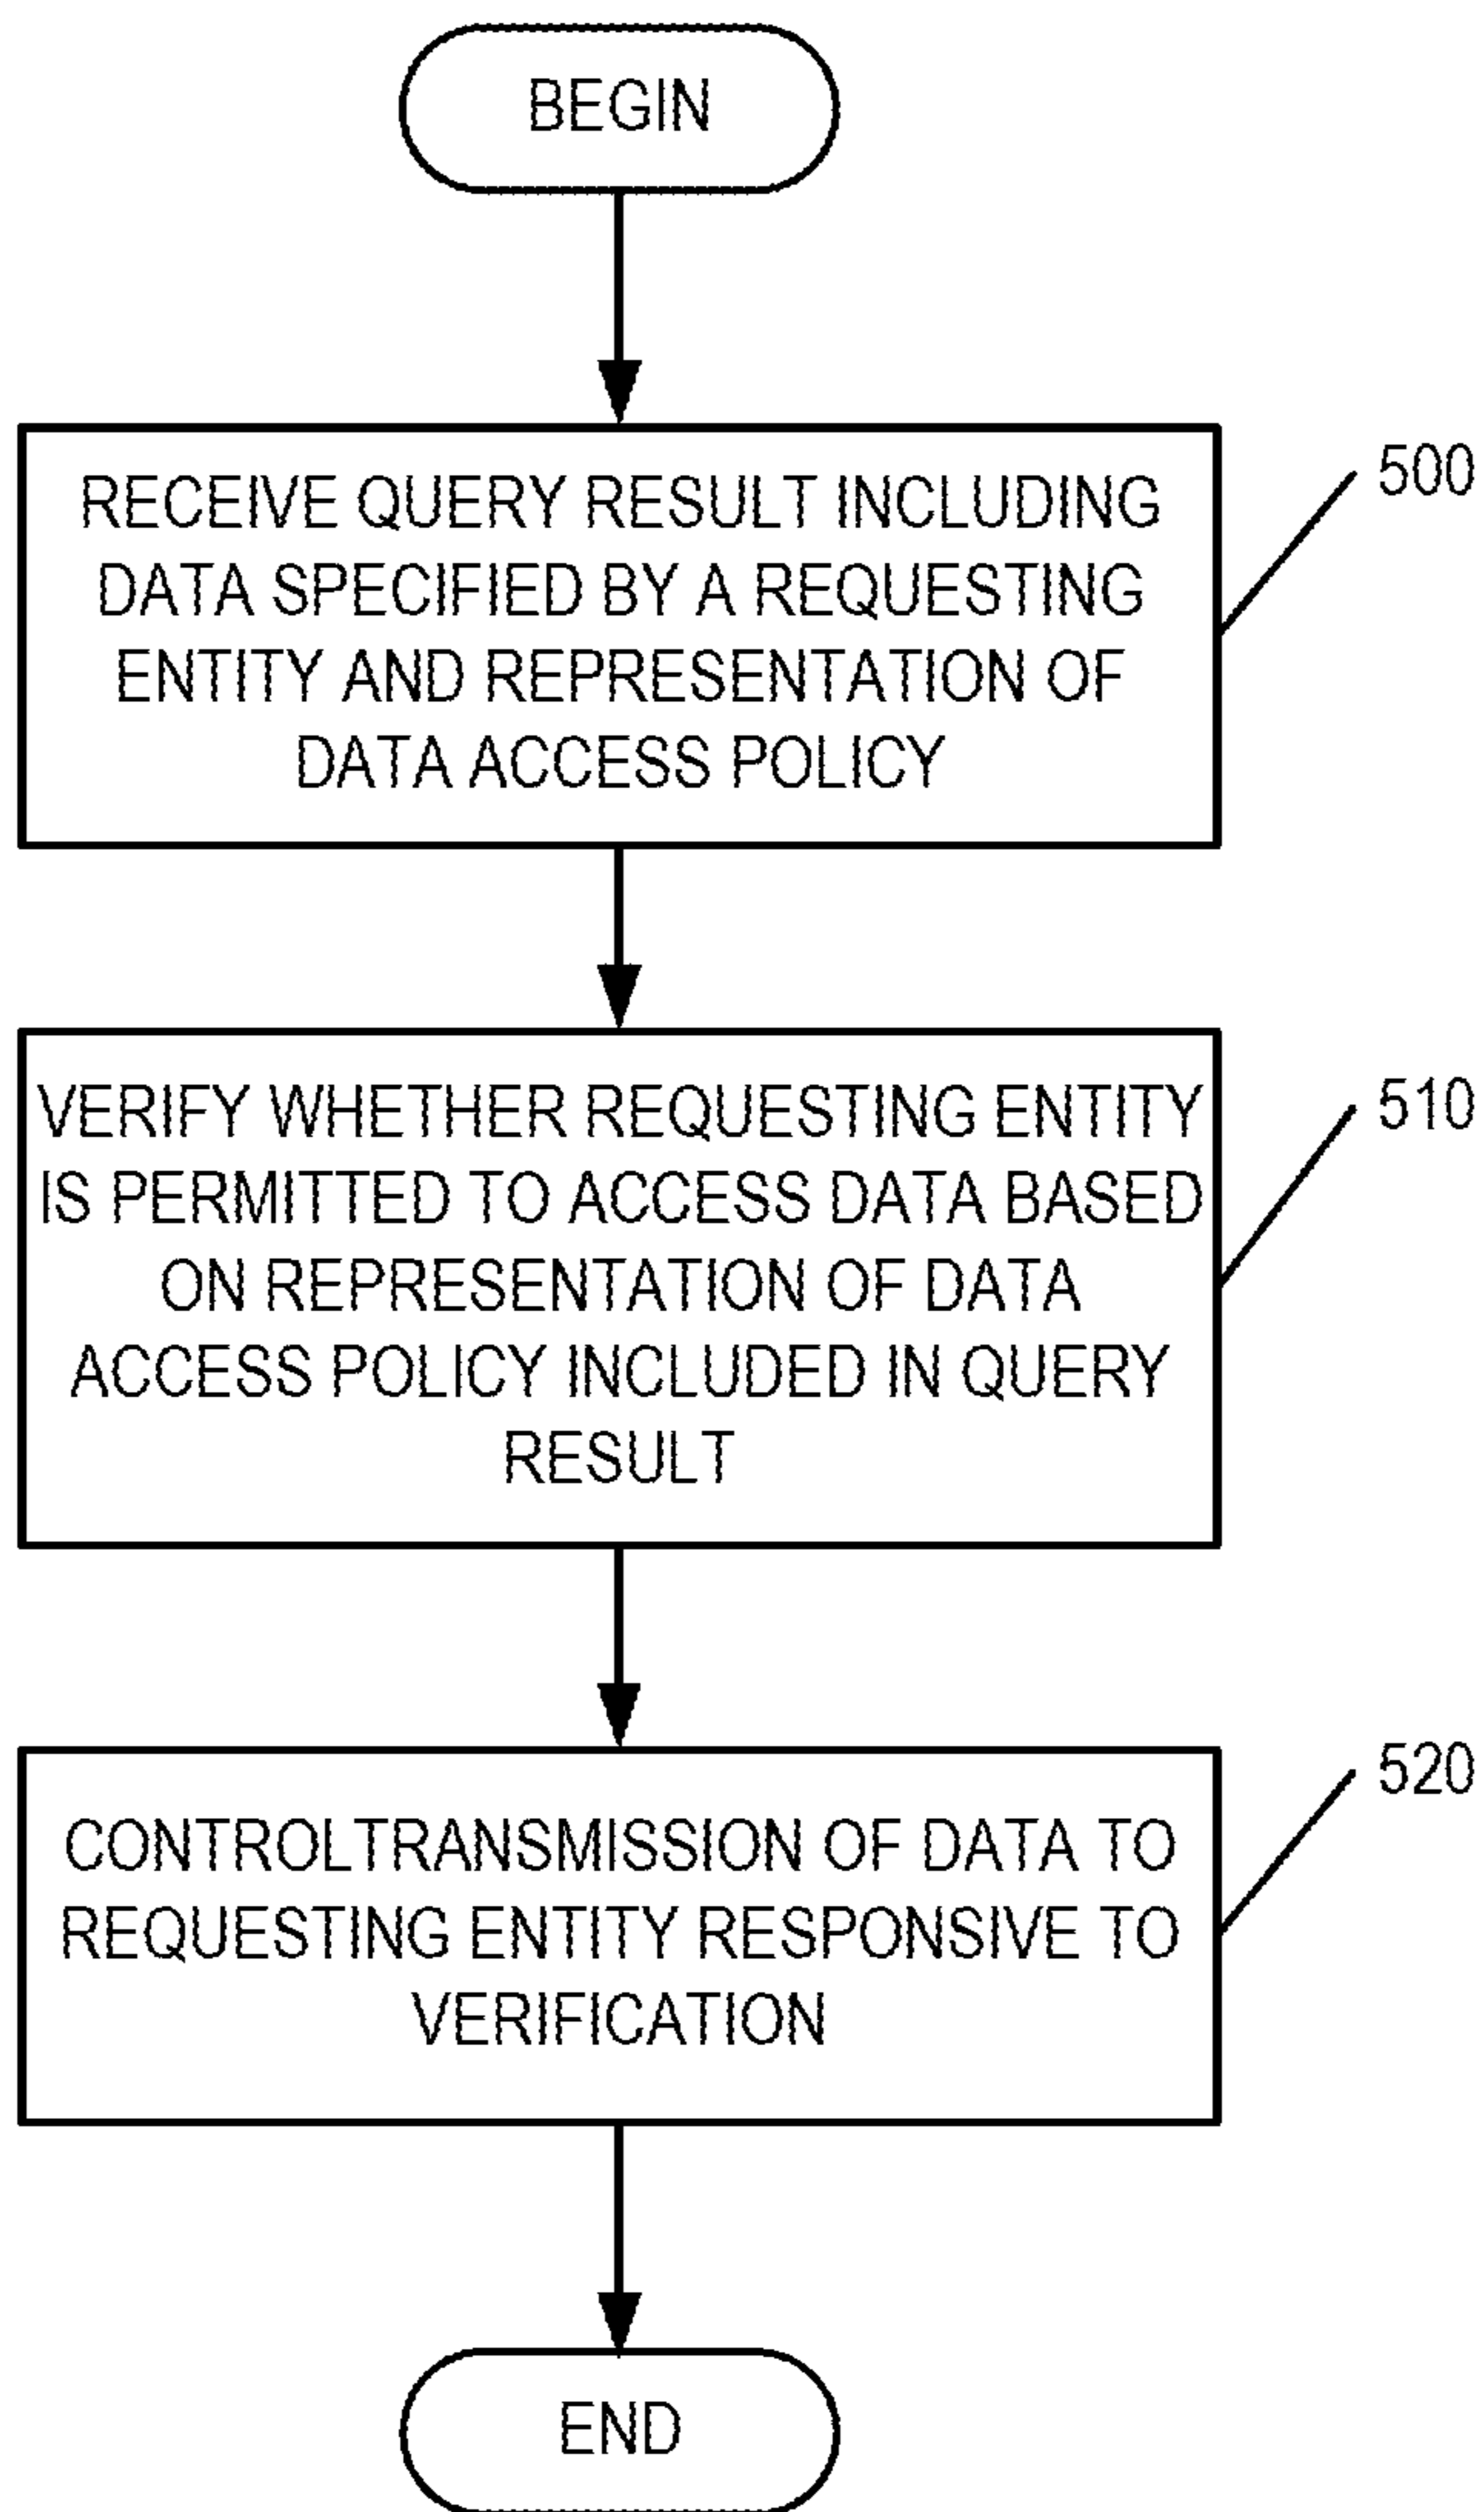 BEGIN
RECEIVE QUERY RESULT INCLUDING
DATA SPECIFIED BY A REQUESTING
ENTITY AND REPRESENTATION OF
DATA ACCESS POLICY
500
VERIFY WHETHER REQUESTING ENTITY
IS PERMITTED TO ACCESS DATA BASED
ON REPRESENTATION OF DATA
ACCESS POLICY INCLUDED IN QUERY
RESULT
510
CONTROLTRANSMISSION OF DATA TO
REQUESTING ENTITY RESPONSIVE TO
VERIFICATION
520
END